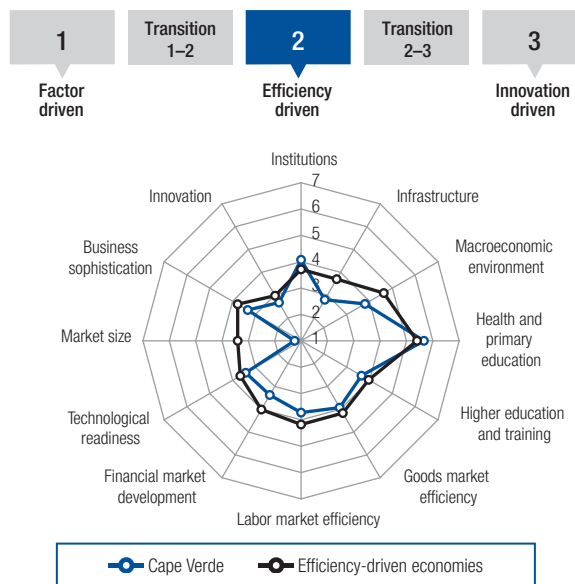 1
Transition
1–2
2
Transition
2–3
3
Factor
driven
Efficiency
driven
Innovation
driven
Institutions
7
6
5
4
3
2
1
Infrastructure
Macroeconomic
environment
Health and
primary
education
Higher education
and training
Goods market
efficiency
Labor market efficiency
Financial market
development
Technological
readiness
Market size
Business
sophistication
Innovation
Cape Verde
Efficiency-driven economies